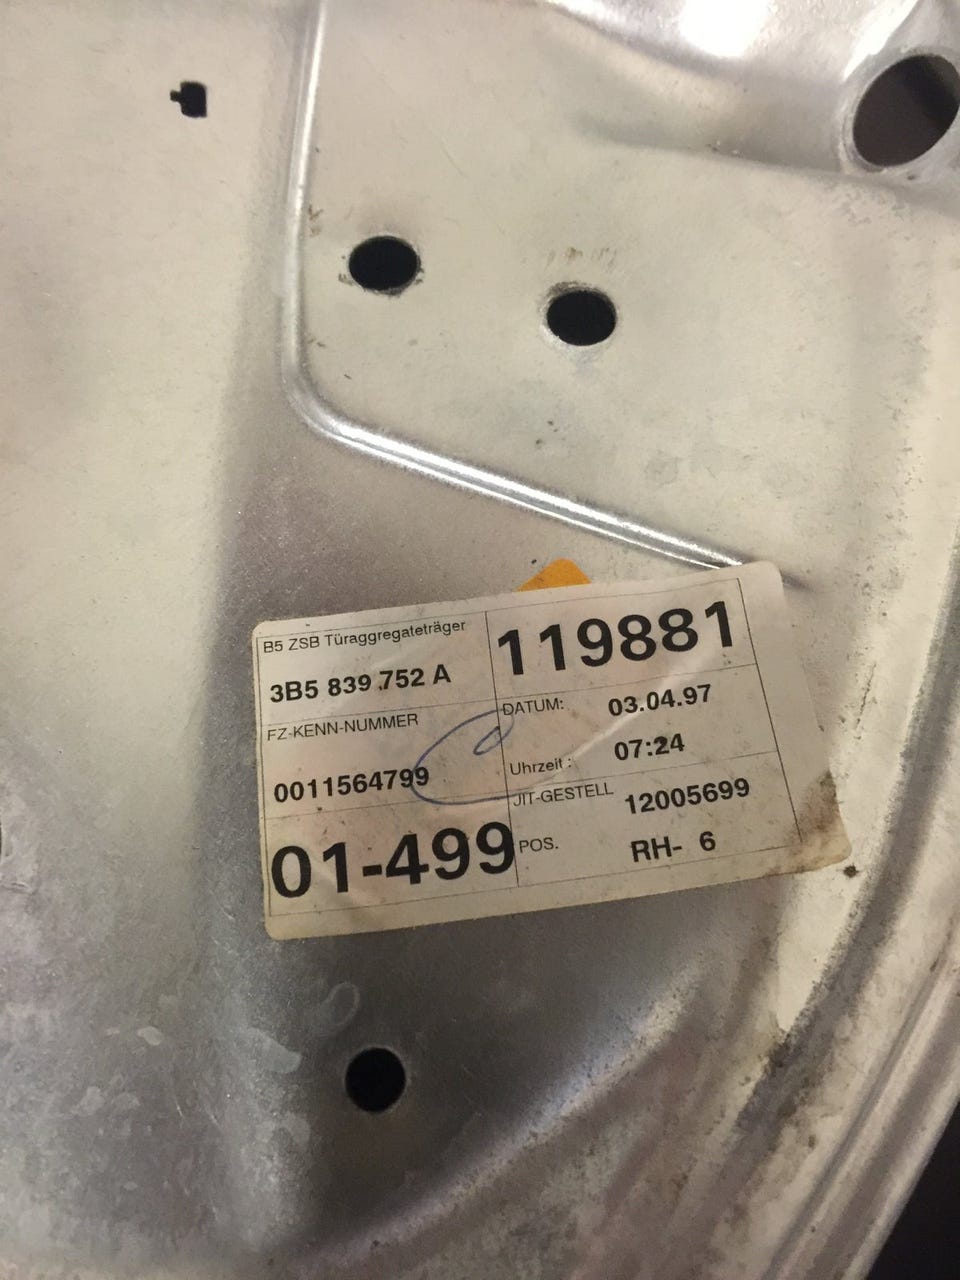 B5 ZSB Türaggregateträger
3B5 839 752 A
FZ-KENN-NUMMER
0011564799
01-499
119881
DATUM: 03.04.97
Uhrzeit : 07:24
JIT-GESTELL 12005699
POS. RH- 6